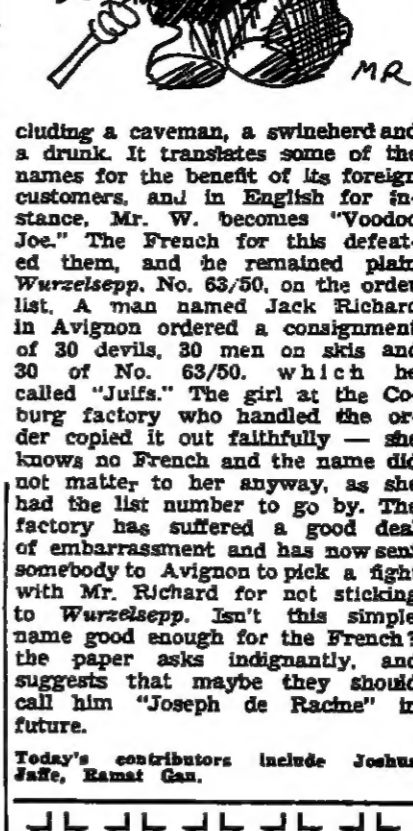 MR
cluding a caveman, a swineherd and
a drunk. It translates some of the
names for the benefit of its foreign
customers, and in English for in-
stance, Mr. W. becomes "Voodoo
Joe." The French for this defeat-
ed them, and he remained plain
Wurzelsepp. No. 63/50. on the order
list. A man named Jack Richard
in Avignon ordered a consignment
of 30 devils, 30 men on skis and
30 of No. 63/50. which he
called "Juifs." The girl at the Co-
burg factory who handled the or-
der copied it out faithfully — she
knows no French and the name did
not matter to her anyway, as she
had the list number to go by. The
factory has suffered a good deal
of embarrassment and has now sent
somebody to Avignon to pick a fight
with Mr. Richard for not sticking
to Wurzelsepp. Isn't this simple
name good enough for the French?
the paper asks indignantly, and
suggests that maybe they should
call him "Joseph de Racine" in
future.
Today's contributors include Joshua
Jaffe, Ramat Gan.